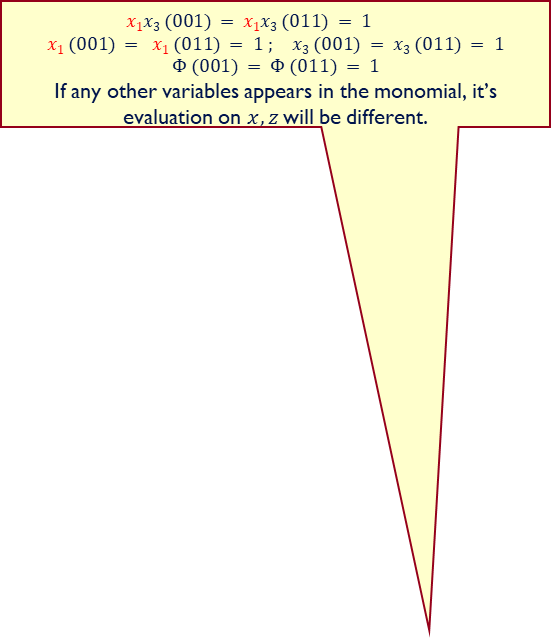 x₁x₃ (001) = x₁x₃ (011) = 1
x₁ (001) = x₁ (011) = 1 ; x₃ (001) = x₃ (011) = 1
Φ (001) = Φ (011) = 1
If any other variables appears in the monomial, it’s
evaluation on x, z will be different.